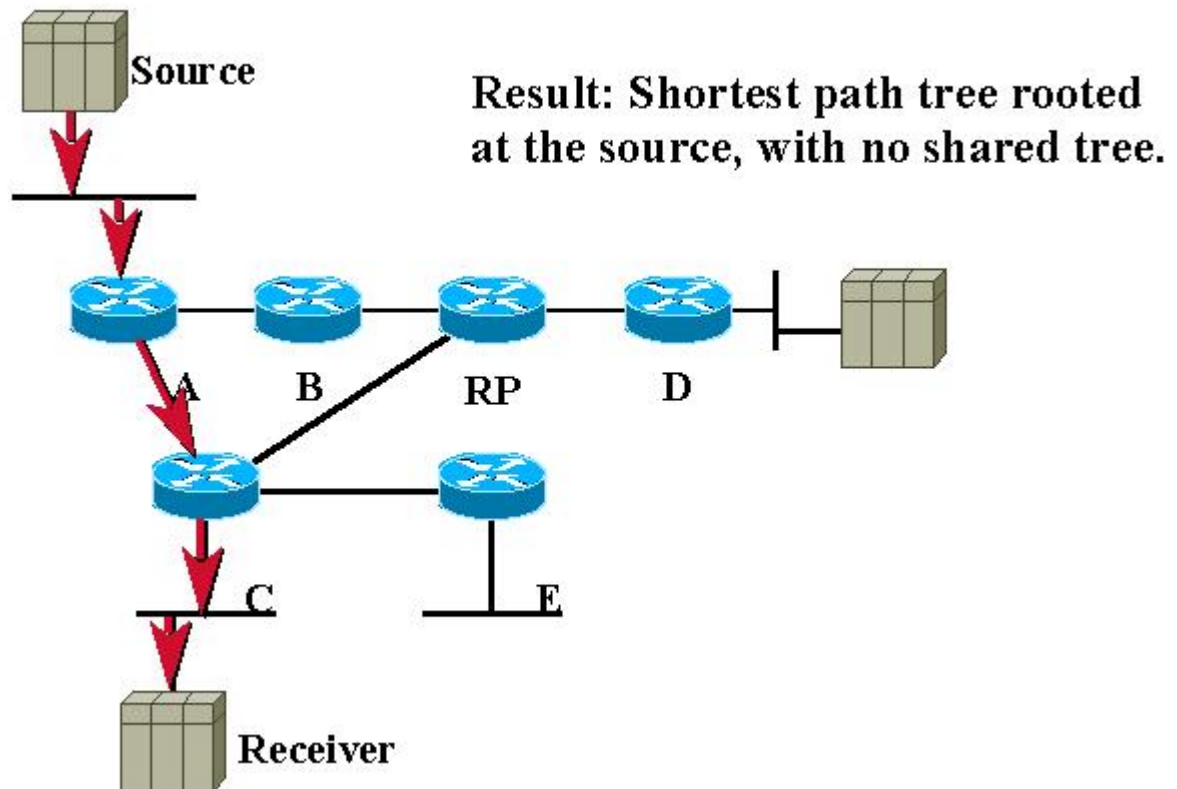 Source
Result: Shortest path tree rooted
at the source, with no shared tree.
A
B
RP
D
C
E
Receiver